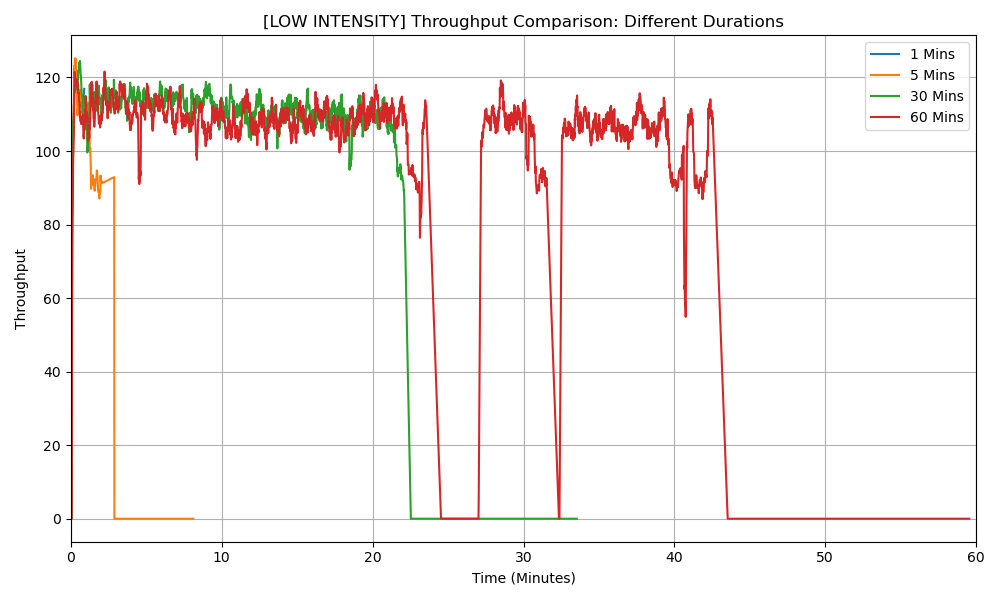 [LOW INTENSITY] Throughput Comparison: Different Durations
1 Mins
5 Mins
30 Mins
60 Mins
Throughput
120
100
80
60
40
20
0
0 10 20 30 40 50 60
Time (Minutes)